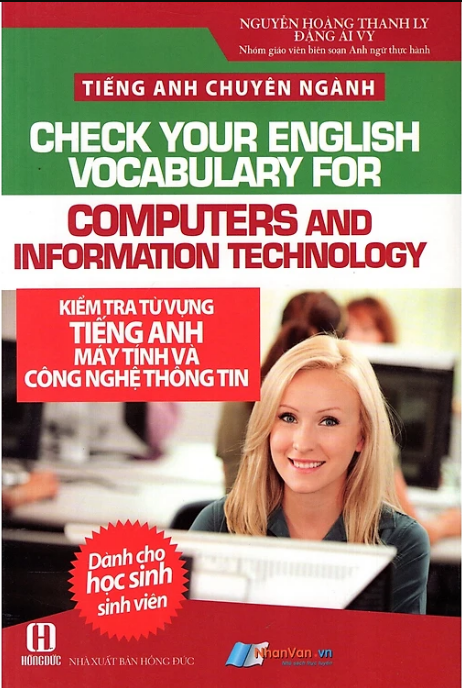 NGUYỄN HOÀNG THANH LY
ĐẶNG ÁI VY
Nhóm giáo viên biên soạn Anh ngữ thực hành
TIẾNG ANH CHUYÊN NGÀNH
CHECK YOUR ENGLISH
VOCABULARY FOR
COMPUTERS AND
INFORMATION TECHNOLOGY
KIỂM TRA TỪ VỰNG
TIẾNG ANH
MÁY TÍNH VÀ
CÔNG NGHỆ THÔNG TIN
Dành cho
học sinh
sinh viên
H
HỒNG ĐỨC
NHÀ XUẤT BẢN HỒNG ĐỨC
NhanVan.vn